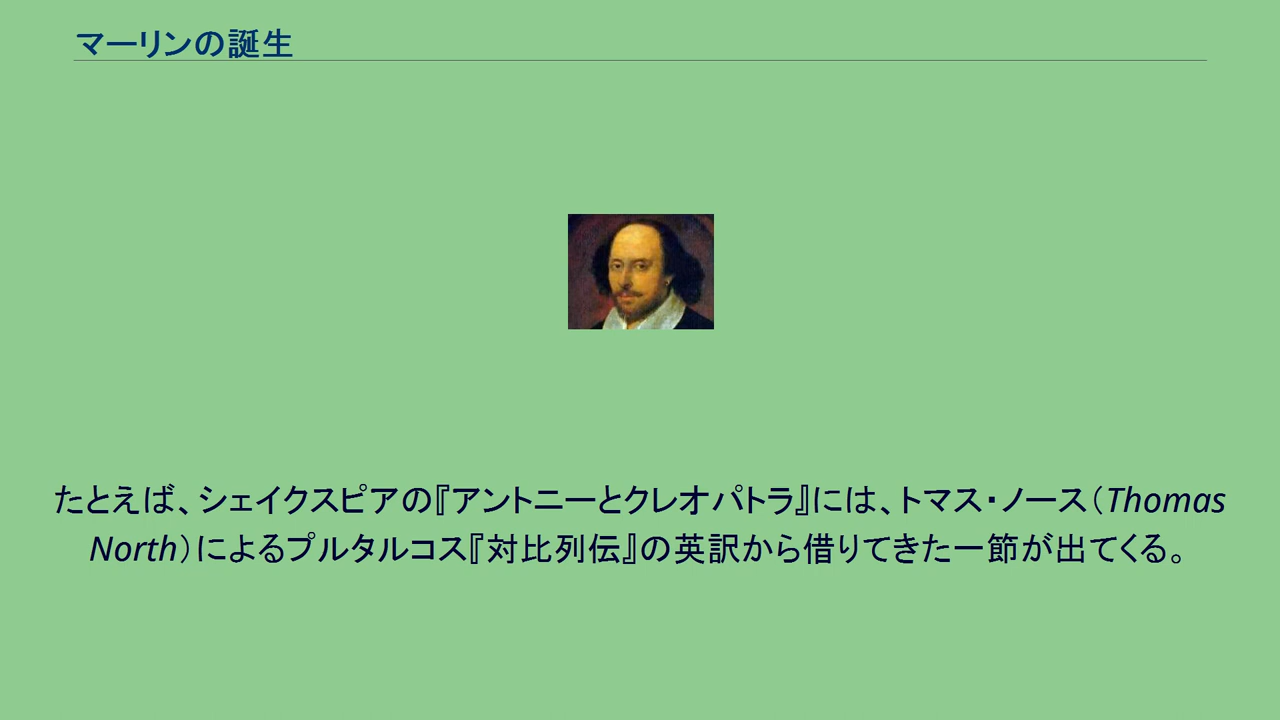 マーリンの誕生
たとえば、シェイクスピアの『アントニーとクレオパトラ』には、トマス・ノース（Thomas
North）によるプルタルコス『対比列伝』の英訳から借りてきた一節が出てくる。